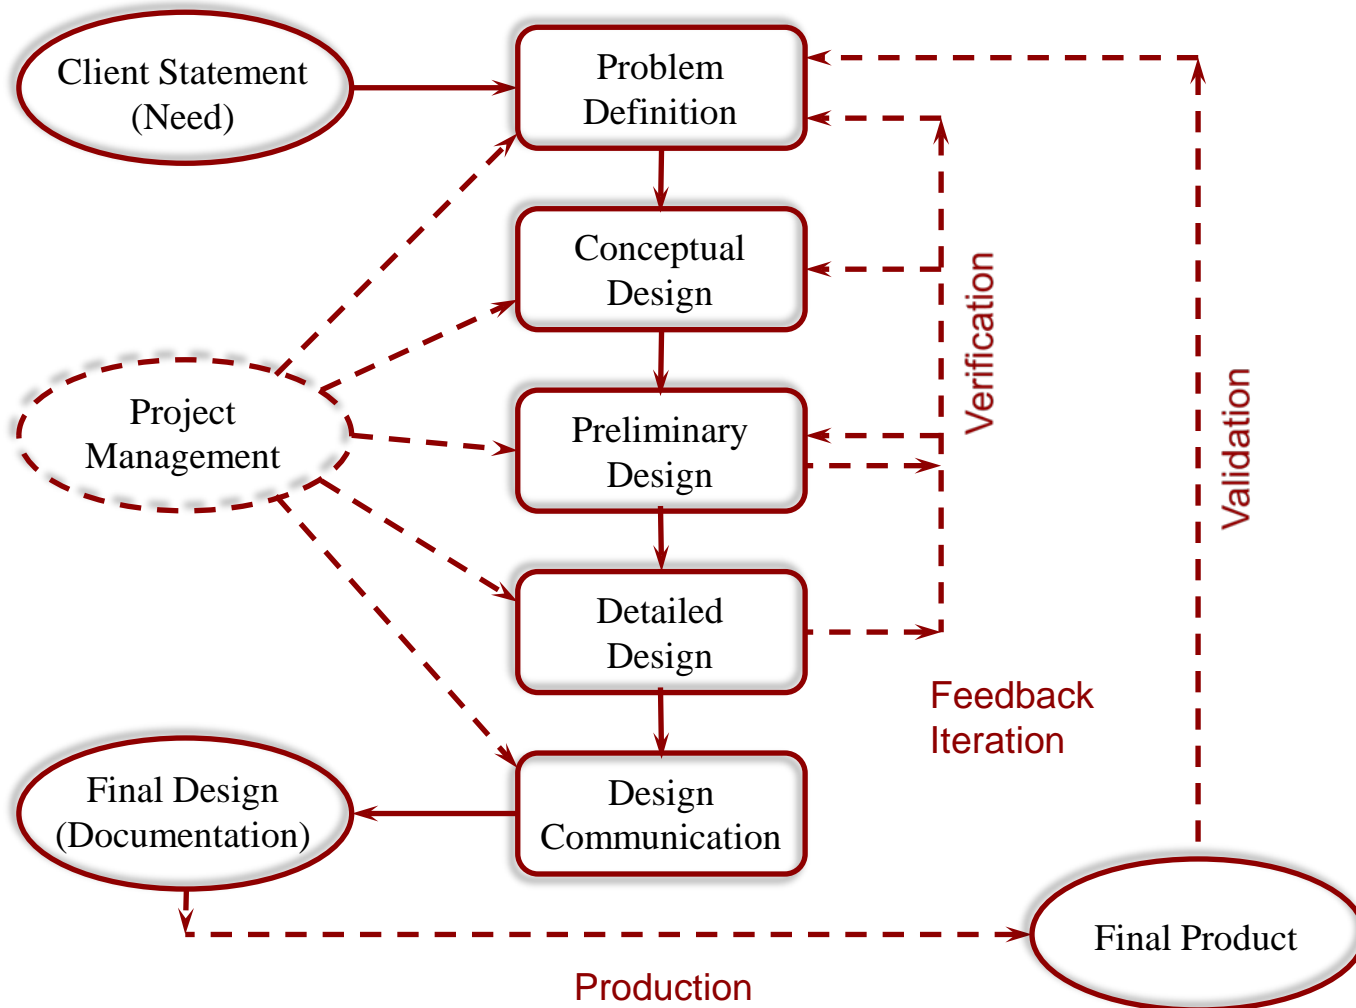 Client Statement
(Need)
Problem
Definition
Conceptual
Design
Verification
Validation
Project
Management
Preliminary
Design
Detailed
Design
Feedback
Iteration
Final Design
(Documentation)
Design
Communication
Final Product
Production